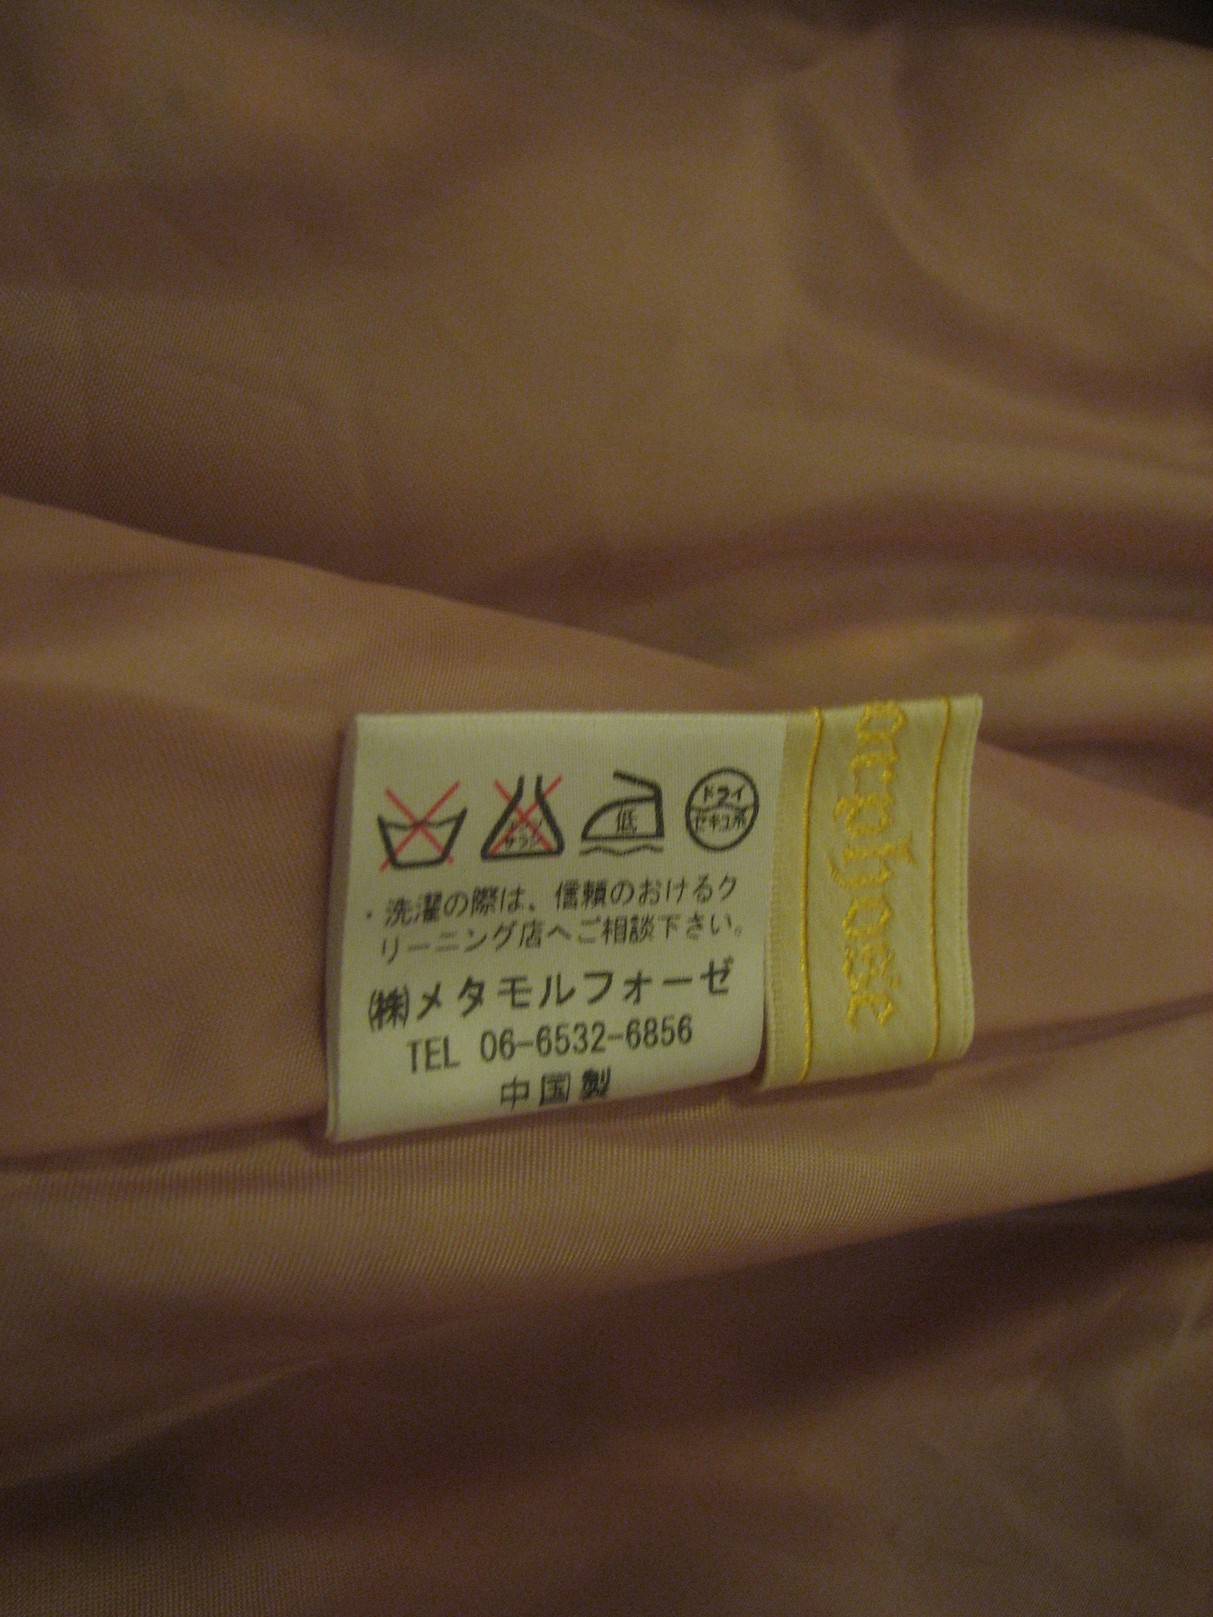 低
ドライ
セキユ系
・洗濯の際は、信頼のおけるク
リーニング店へご相談下さい。
㈱メタモルフォーゼ
TEL 06-6532-6856
中国製
orphose